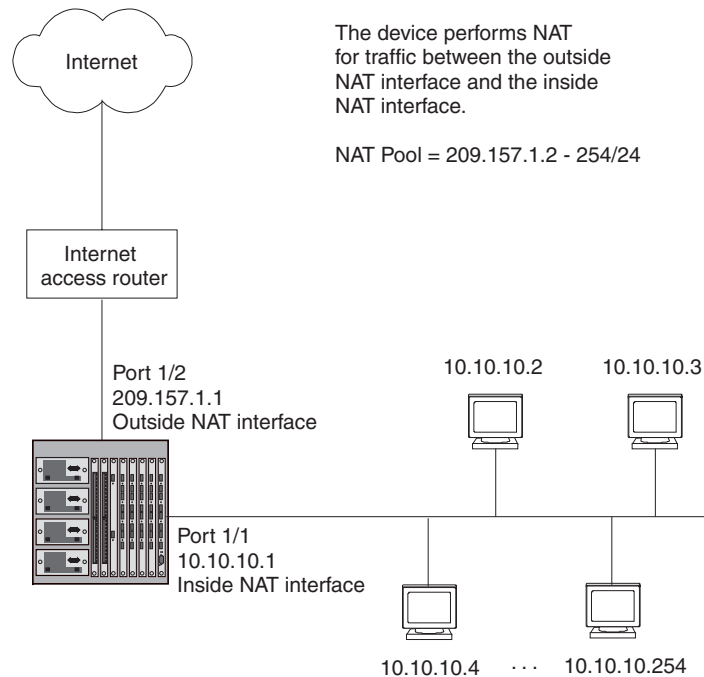 The device performs NAT
for traffic between the outside
NAT interface and the inside
NAT interface.
NAT Pool = 209.157.1.2 - 254/24
Internet
Internet
access router
Port 1/2
209.157.1.1
Outside NAT interface
10.10.10.2
10.10.10.3
Port 1/1
10.10.10.1
Inside NAT interface
10.10.10.4
. . .
10.10.10.254